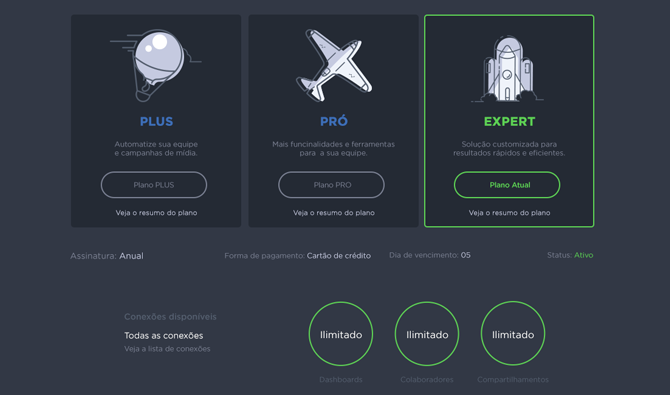 PLUS
Automatize sua equipe
e campanhas de mídia.
Plano PLUS
Veja o resumo do plano
PRÓ
Mais funcinalidades e ferramentas
para a sua equipe.
Plano PRO
Veja o resumo do plano
EXPERT
Solução customizada para
resultados rápidos e eficientes.
Plano Atual
Veja o resumo do plano
Assinatura: Anual
Forma de pagamento: Cartão de crédito
Dia de vencimento: 05
Status: Ativo
Conexões disponíveis
Todas as conexões
Veja a lista de conexões
Ilimitado
Dashboards
Ilimitado
Colaboradores
Ilimitado
Compartilhamentos